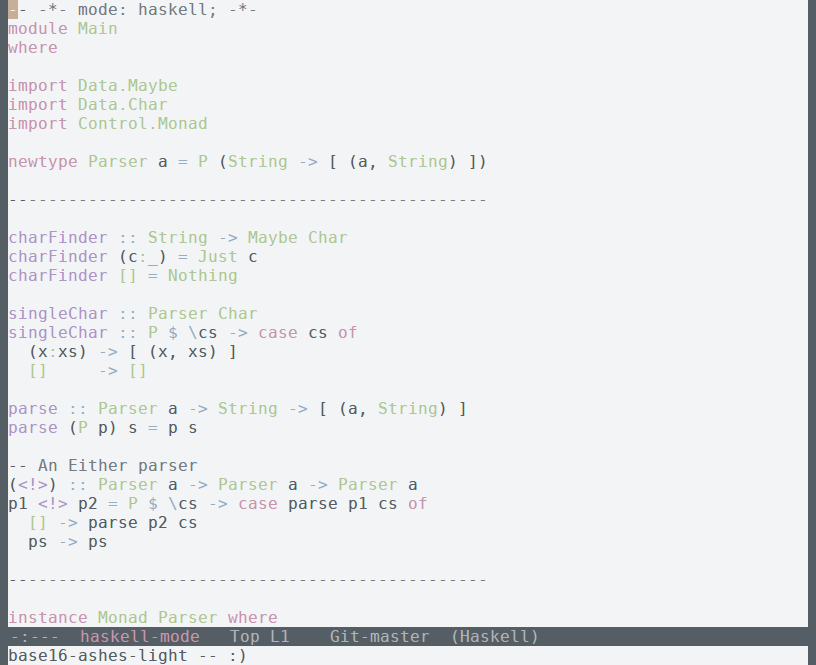 -- -*- mode: haskell; -*-
module Main
where
import Data.Maybe
import Data.Char
import Control.Monad
newtype Parser a = P (String -> [ (a, String) ])
------------------------------------------------
charFinder :: String -> Maybe Char
charFinder (c:_) = Just c
charFinder [] = Nothing
singleChar :: Parser Char
singleChar :: P $ \cs -> case cs of
  (x:xs) -> [ (x, xs) ]
  []     -> []
parse :: Parser a -> String -> [ (a, String) ]
parse (P p) s = p s
-- An Either parser
(<!>) :: Parser a -> Parser a -> Parser a
p1 <!> p2 = P $ \cs -> case parse p1 cs of
  [] -> parse p2 cs
  ps -> ps
------------------------------------------------
instance Monad Parser where
-:---  haskell-mode   Top L1    Git-master  (Haskell)
base16-ashes-light -- :)